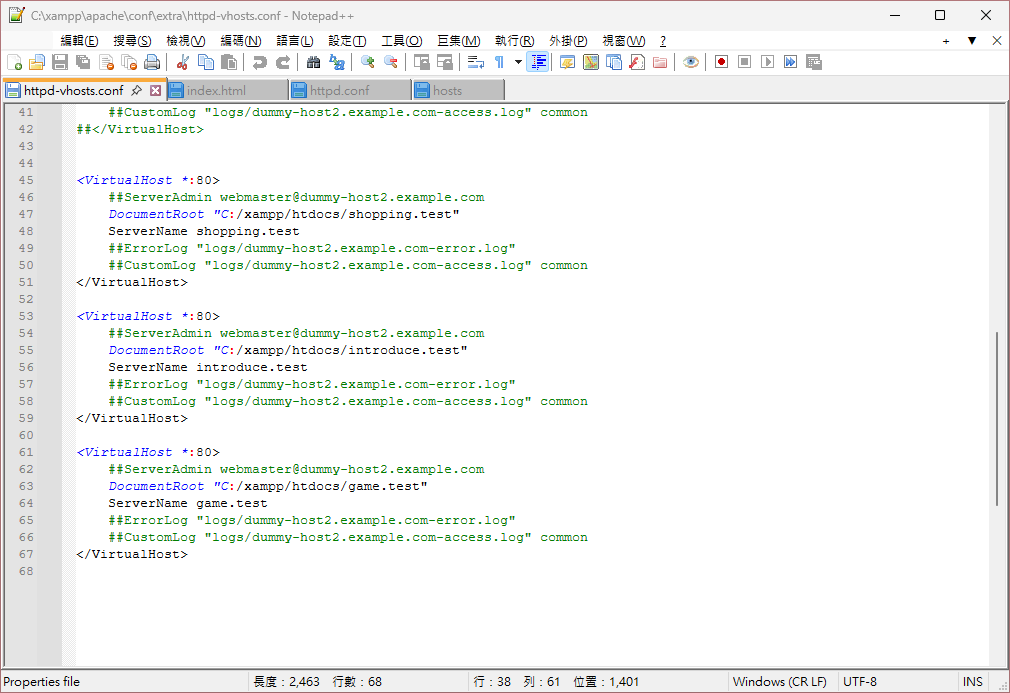 C:\xampp\apache\conf\extra\httpd-vhosts.conf - Notepad++
編輯(E) 搜尋(S) 檢視(V) 編碼(N) 語言(L) 設定(T) 工具(O) 巨集(M) 執行(R) 外掛(P) 視窗(W) ?
httpd-vhosts.conf index.html httpd.conf hosts
41 ##CustomLog "logs/dummy-host2.example.com-access.log" common
42 ##</VirtualHost>
43
44
45 <VirtualHost *:80>
46 ##ServerAdmin webmaster@dummy-host2.example.com
47 DocumentRoot "C:/xampp/htdocs/shopping.test"
48 ServerName shopping.test
49 ##ErrorLog "logs/dummy-host2.example.com-error.log"
50 ##CustomLog "logs/dummy-host2.example.com-access.log" common
51 </VirtualHost>
52
53 <VirtualHost *:80>
54 ##ServerAdmin webmaster@dummy-host2.example.com
55 DocumentRoot "C:/xampp/htdocs/introduce.test"
56 ServerName introduce.test
57 ##ErrorLog "logs/dummy-host2.example.com-error.log"
58 ##CustomLog "logs/dummy-host2.example.com-access.log" common
59 </VirtualHost>
60
61 <VirtualHost *:80>
62 ##ServerAdmin webmaster@dummy-host2.example.com
63 DocumentRoot "C:/xampp/htdocs/game.test"
64 ServerName game.test
65 ##ErrorLog "logs/dummy-host2.example.com-error.log"
66 ##CustomLog "logs/dummy-host2.example.com-access.log" common
67 </VirtualHost>
68
Properties file 長度：2,463 行數：68 行：38 列：61 位置：1,401 Windows (CR LF) UTF-8 INS